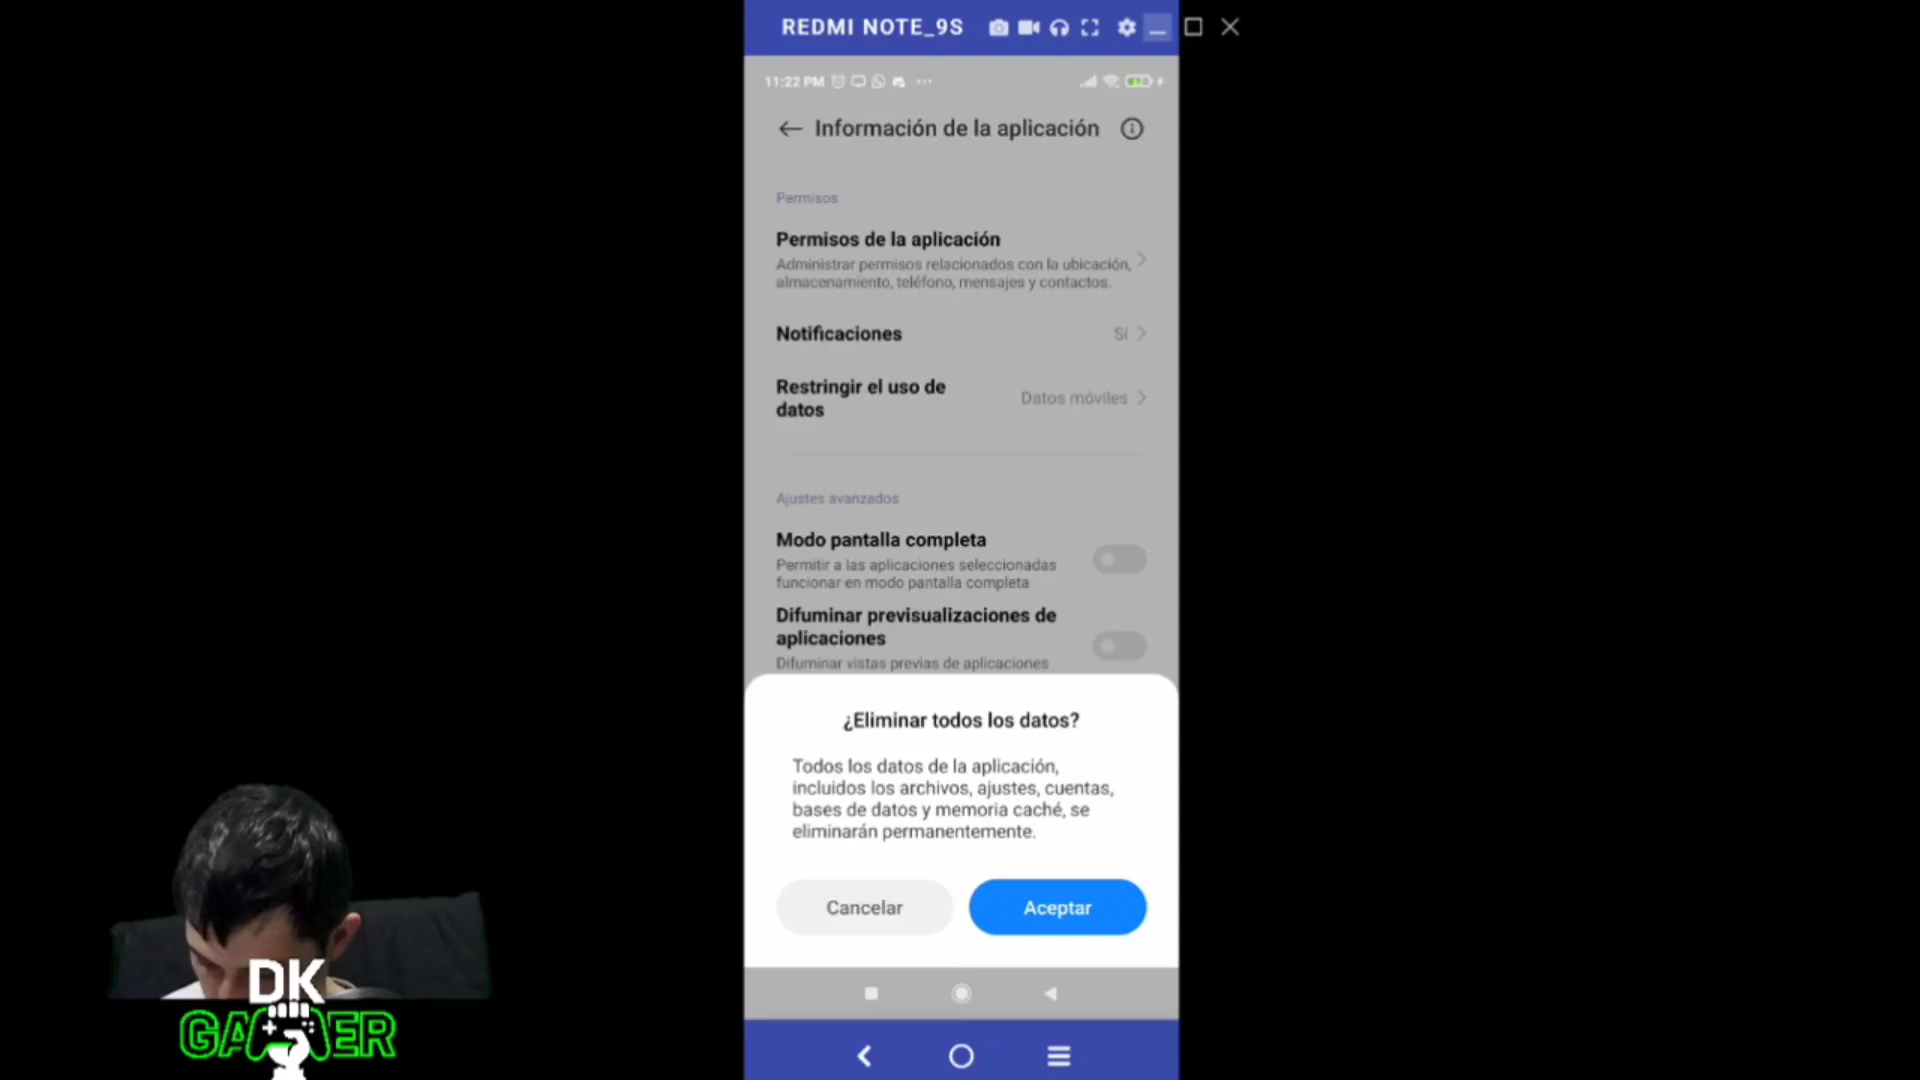 REDMI NOTE_9S
11:22 PM
Información de la aplicación
Permisos
Permisos de la aplicación
Administrar permisos relacionados con la ubicación,
almacenamiento, teléfono, mensajes y contactos.
Notificaciones
Sí
Restringir el uso de
datos
Datos móviles
Ajustes avanzados
Modo pantalla completa
Permitir a las aplicaciones seleccionadas
funcionar en modo pantalla completa
Difuminar previsualizaciones de
aplicaciones
Difuminar vistas previas de aplicaciones
¿Eliminar todos los datos?
Todos los datos de la aplicación,
incluidos los archivos, ajustes, cuentas,
bases de datos y memoria caché, se
eliminarán permanentemente.
Cancelar
Aceptar
DK
GAMER